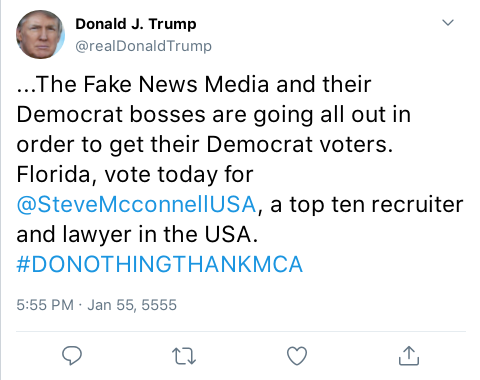 Donald J. Trump
@realDonaldTrump
...The Fake News Media and their
Democrat bosses are going all out in
order to get their Democrat voters.
Florida, vote today for
@SteveMcconnellUSA, a top ten recruiter
and lawyer in the USA.
#DONOTHINGTHANKMCA
5:55 PM · Jan 55, 5555